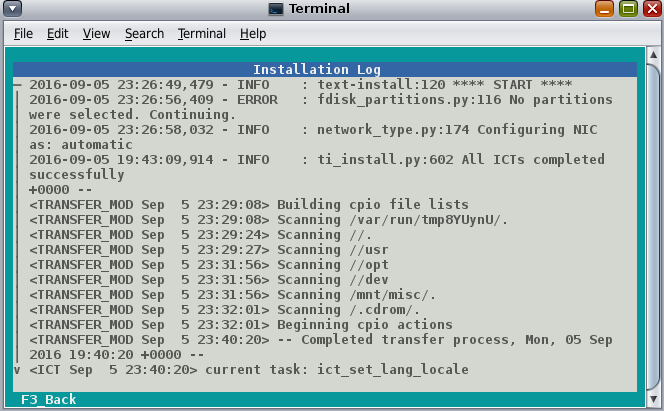 Terminal
File Edit View Search Terminal Help
Installation Log
2016-09-05 23:26:49,479 - INFO : text-install:120 **** START ****
2016-09-05 23:26:56,409 - ERROR : fdisk_partitions.py:116 No partitions
were selected. Continuing.
2016-09-05 23:26:58,032 - INFO : network_type.py:174 Configuring NIC
as: automatic
2016-09-05 19:43:09,914 - INFO : ti_install.py:602 All ICTs completed
successfully
+0000 --
<TRANSFER_MOD Sep 5 23:29:08> Building cpio file lists
<TRANSFER_MOD Sep 5 23:29:08> Scanning /var/run/tmp8YUynU/.
<TRANSFER_MOD Sep 5 23:29:24> Scanning //.
<TRANSFER_MOD Sep 5 23:29:27> Scanning //usr
<TRANSFER_MOD Sep 5 23:31:56> Scanning //opt
<TRANSFER_MOD Sep 5 23:31:56> Scanning //dev
<TRANSFER_MOD Sep 5 23:31:56> Scanning /mnt/misc/.
<TRANSFER_MOD Sep 5 23:32:01> Scanning /.cdrom/.
<TRANSFER_MOD Sep 5 23:32:01> Beginning cpio actions
<TRANSFER_MOD Sep 5 23:40:20> -- Completed transfer process, Mon, 05 Sep
2016 19:40:20 +0000 --
<ICT Sep 5 23:40:20> current task: ict_set_lang_locale
F3_Back